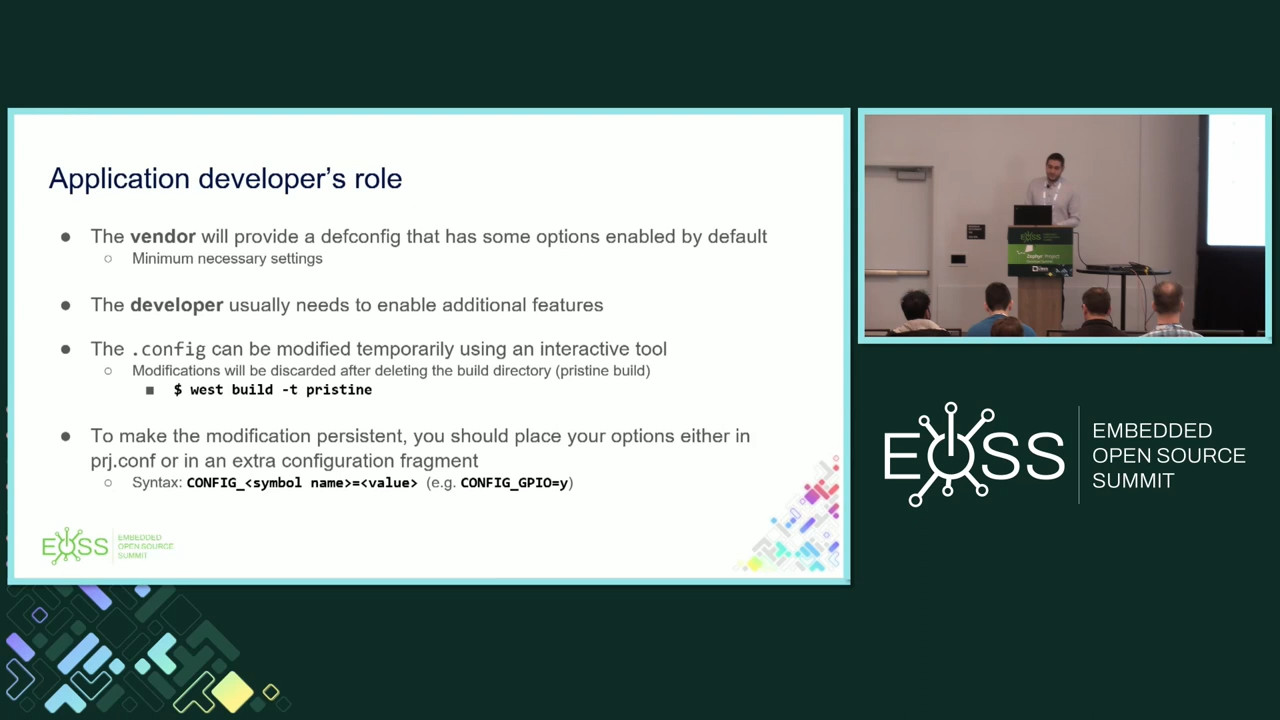 Application developer's role
● The vendor will provide a defconfig that has some options enabled by default
○ Minimum necessary settings
● The developer usually needs to enable additional features
● The .config can be modified temporarily using an interactive tool
○ Modifications will be discarded after deleting the build directory (pristine build)
■ $ west build -t pristine
● To make the modification persistent, you should place your options either in
prj.conf or in an extra configuration fragment
○ Syntax: CONFIG_<symbol name>=<value> (e.g. CONFIG_GPIO=y)
EOSS
EMBEDDED
OPEN SOURCE
SUMMIT
EOSS
Zephyr Project
EOSS
EMBEDDED
OPEN SOURCE
SUMMIT